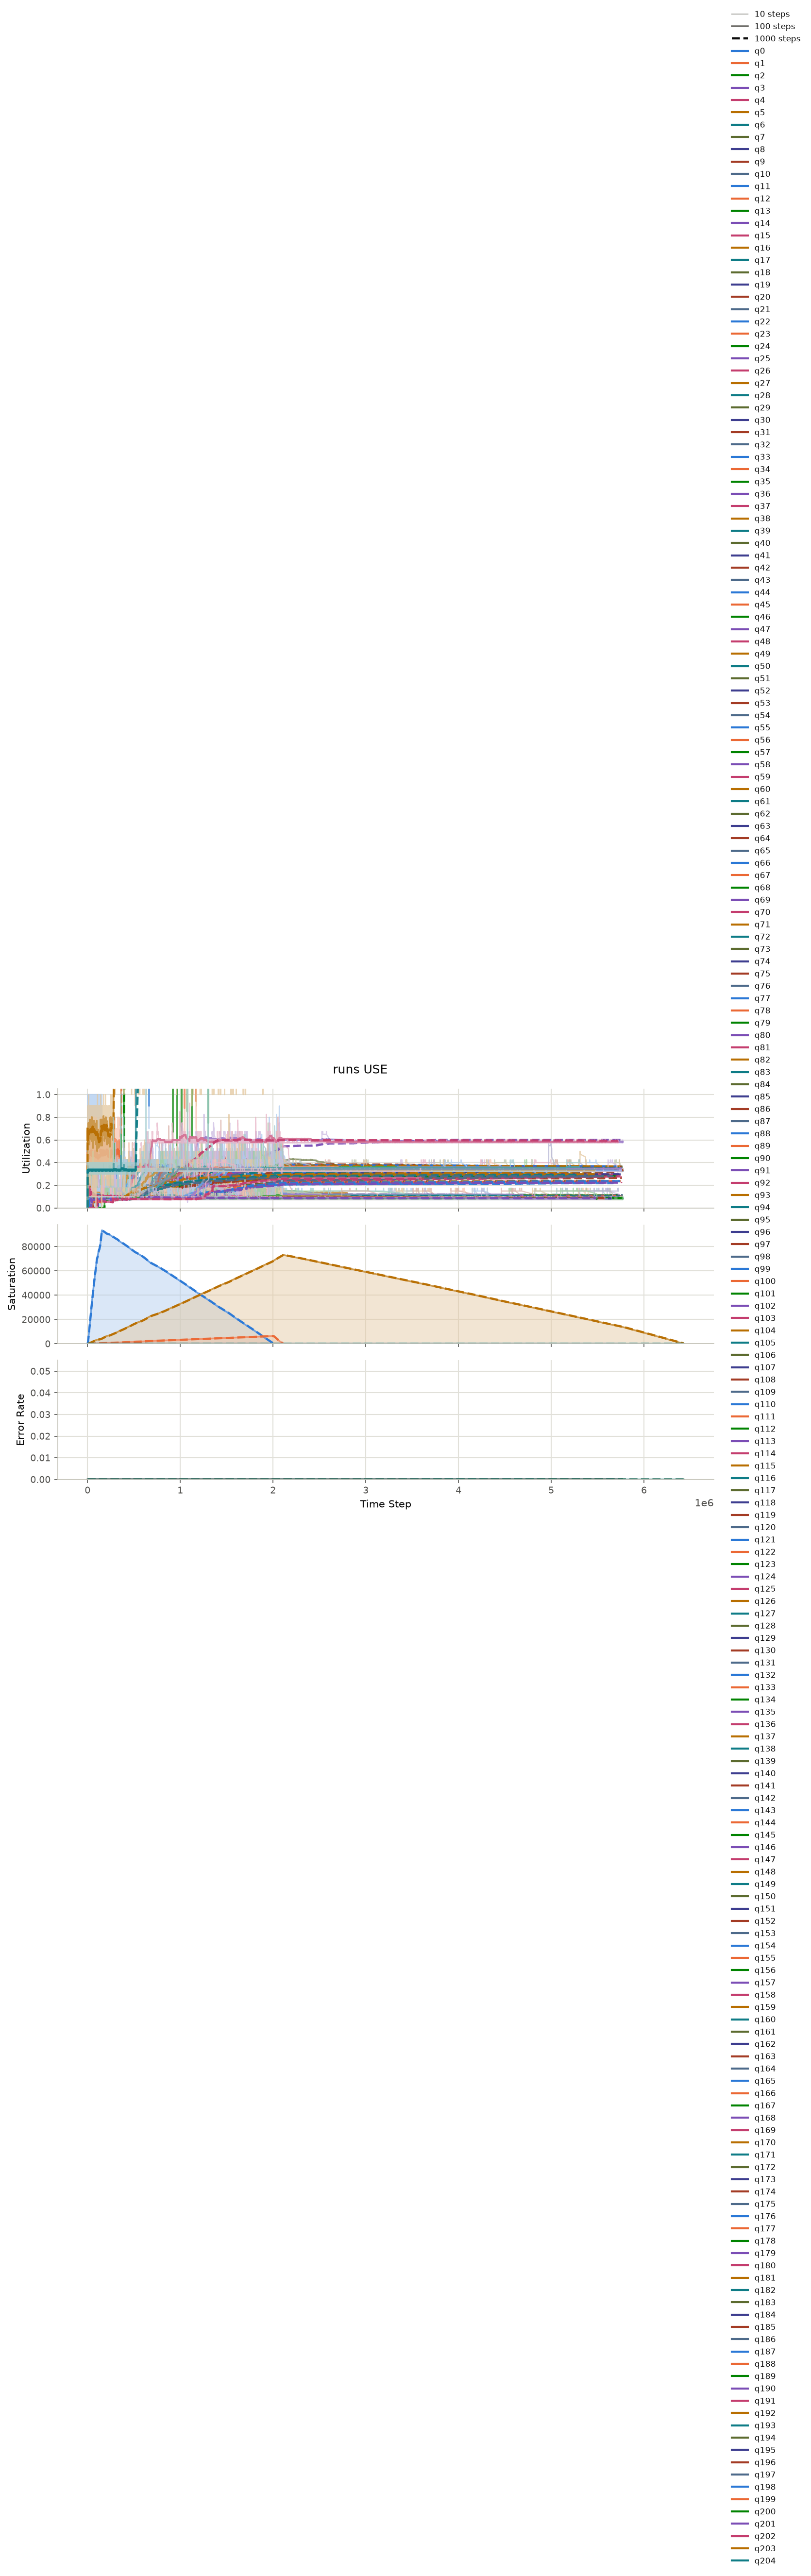 10 steps
100 steps
1000 steps
q0
q1
q2
q3
q4
q5
q6
q7
q8
q9
q10
q11
q12
q13
q14
q15
q16
q17
q18
q19
q20
q21
q22
q23
q24
q25
q26
q27
q28
q29
q30
q31
q32
q33
q34
q35
q36
q37
q38
q39
q40
q41
q42
q43
q44
q45
q46
q47
q48
q49
q50
q51
q52
q53
q54
q55
q56
q57
q58
q59
q60
q61
q62
q63
q64
q65
q66
q67
q68
q69
q70
q71
q72
q73
q74
q75
q76
q77
q78
q79
q80
q81
q82
q83
q84
q85
q86
q87
q88
q89
q90
q91
q92
q93
q94
q95
q96
q97
q98
q99
q100
q101
q102
q103
q104
q105
q106
q107
q108
q109
q110
q111
q112
q113
q114
q115
q116
q117
q118
q119
q120
q121
q122
q123
q124
q125
q126
q127
q128
q129
q130
q131
q132
q133
q134
q135
q136
q137
q138
q139
q140
q141
q142
q143
q144
q145
q146
q147
q148
q149
q150
q151
q152
q153
q154
q155
q156
q157
q158
q159
q160
q161
q162
q163
q164
q165
q166
q167
q168
q169
q170
q171
q172
q173
q174
q175
q176
q177
q178
q179
q180
q181
q182
q183
q184
q185
q186
q187
q188
q189
q190
q191
q192
q193
q194
q195
q196
q197
q198
q199
q200
q201
q202
q203
q204
runs USE
Utilization
1.0
0.8
0.6
0.4
0.2
0.0
Saturation
80000
60000
40000
20000
0
Error Rate
0.05
0.04
0.03
0.02
0.01
0.00
0 1 2 3 4 5 6
Time Step
1e6